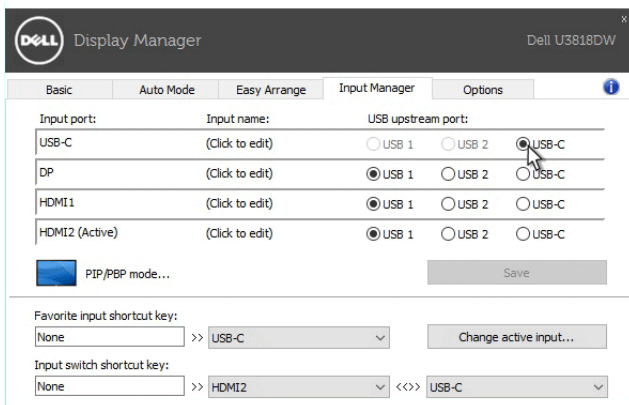 DELL Display Manager Dell U3818DW x
Basic Auto Mode Easy Arrange Input Manager Options i
Input port: Input name: USB upstream port:
USB-C (Click to edit) USB 1 USB 2 USB-C
DP (Click to edit) USB 1 USB 2 USB-C
HDMI1 (Click to edit) USB 1 USB 2 USB-C
HDMI2 (Active) (Click to edit) USB 1 USB 2 USB-C
PIP/PBP mode... Save
Favorite input shortcut key:
None >> USB-C Change active input...
Input switch shortcut key:
None >> HDMI2 <<>> USB-C